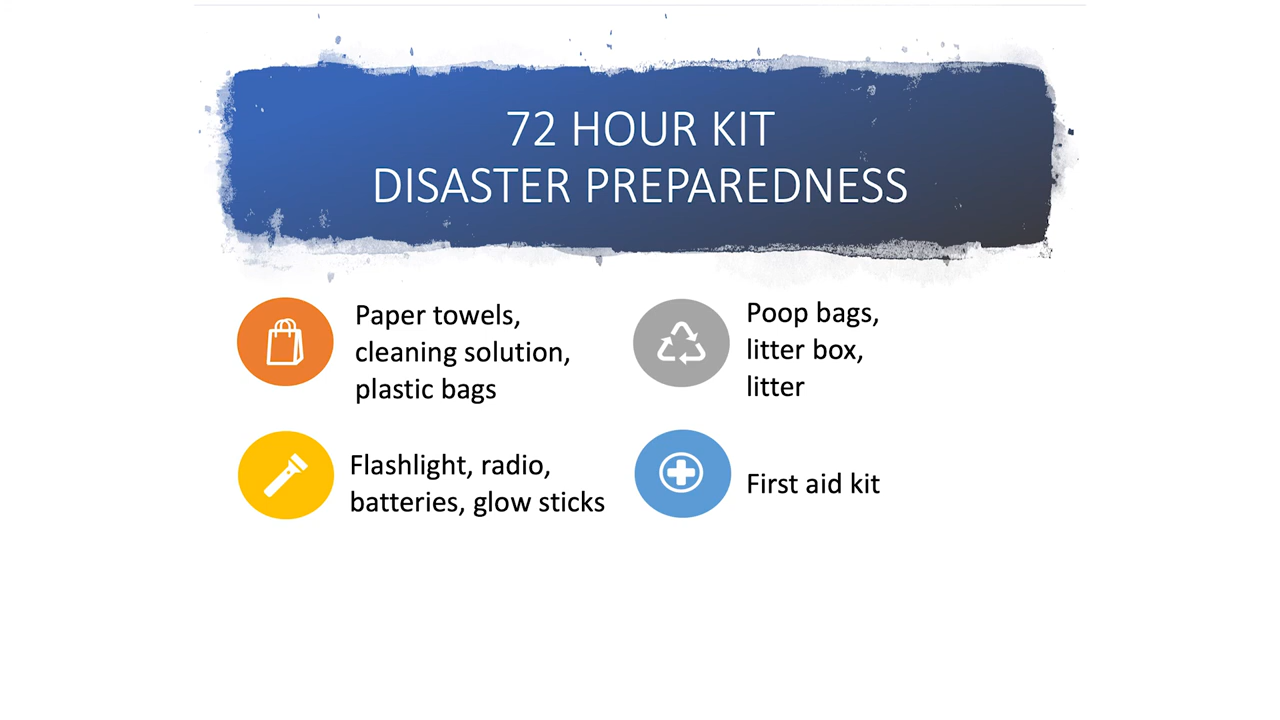 72 HOUR KIT
DISASTER PREPAREDNESS
Paper towels,
cleaning solution,
plastic bags
Poop bags,
litter box,
litter
Flashlight, radio,
batteries, glow sticks
First aid kit